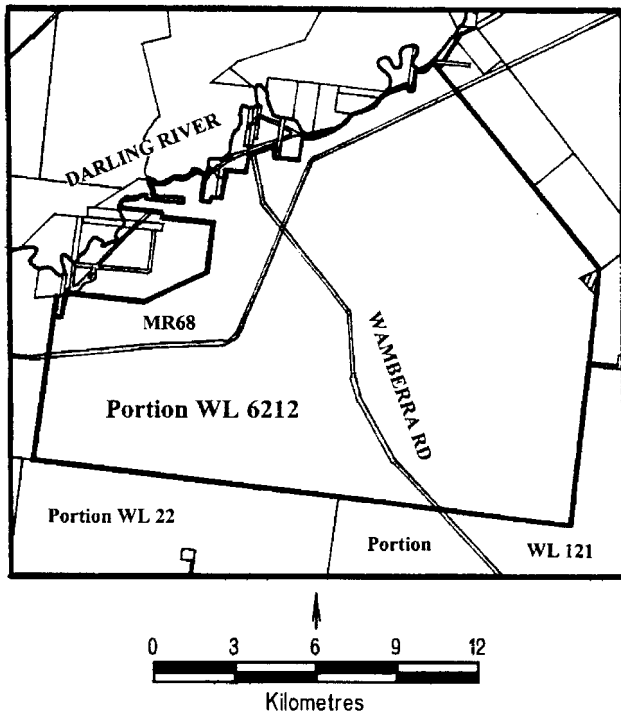 DARLING RIVER
MR68
WAMBERRA RD
Portion WL 6212
Portion WL 22
Portion WL 121
0 3 6 9 12
Kilometres